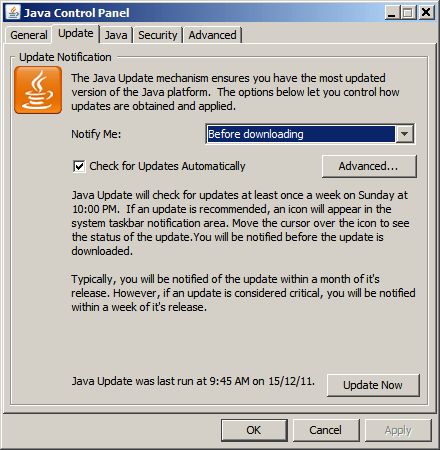 Java Control Panel
General Update Java Security Advanced
Update Notification
The Java Update mechanism ensures you have the most updated
version of the Java platform. The options below let you control how
updates are obtained and applied.
Notify Me: Before downloading
Check for Updates Automatically Advanced...
Java Update will check for updates at least once a week on Sunday at
10:00 PM. If an update is recommended, an icon will appear in the
system taskbar notification area. Move the cursor over the icon to see
the status of the update.You will be notified before the update is
downloaded.
Typically, you will be notified of the update within a month of it's
release. However, if an update is considered critical, you will be notified
within a week of it's release.
Java Update was last run at 9:45 AM on 15/12/11. Update Now
OK Cancel Apply